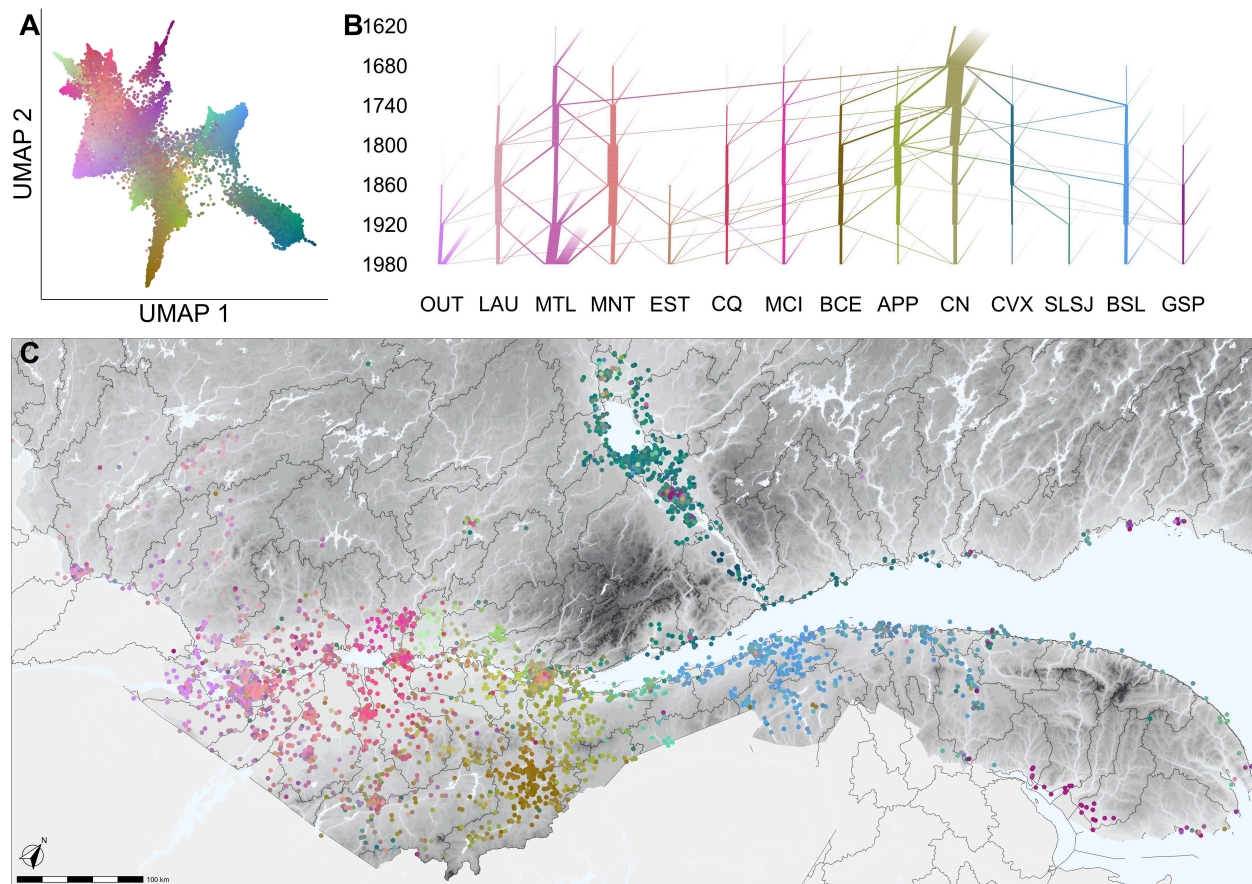 A
UMAP 2
UMAP 1
B
1620
1680
1740
1800
1860
1920
1980
OUT LAU MTL MNT EST CQ MCI BCE APP CN CVX SLSJ BSL GSP
C
N
100 km